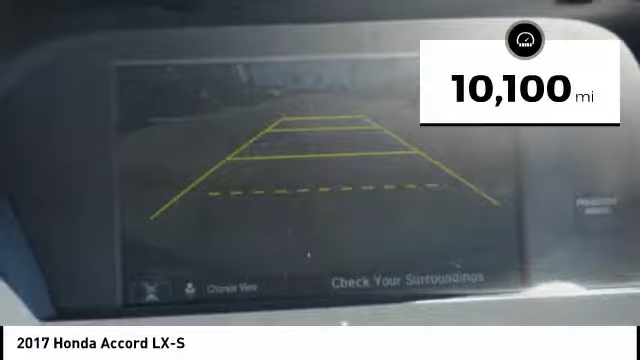 10,100 mi
Change View
Check Your Surroundings
2017 Honda Accord LX-S